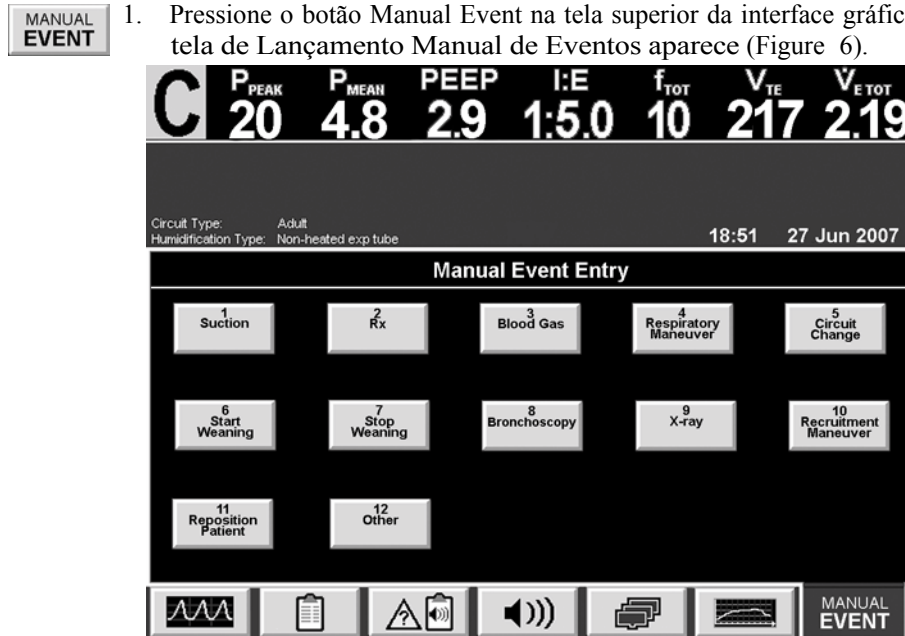 MANUAL
EVENT
1. Pressione o botão Manual Event na tela superior da interface gráfic
tela de Lançamento Manual de Eventos aparece (Figure 6).
C
PPEAK PMEAN PEEP I:E fTOT VTE V̇E TOT
20 4.8 2.9 1:5.0 10 217 2.19
Circuit Type: Adult
Humidification Type: Non-heated exp tube
18:51 27 Jun 2007
Manual Event Entry
1
Suction
2
Rx
3
Blood Gas
4
Respiratory
Maneuver
5
Circuit
Change
6
Start
Weaning
7
Stop
Weaning
8
Bronchoscopy
9
X-ray
10
Recruitment
Maneuver
11
Reposition
Patient
12
Other
?
MANUAL
EVENT